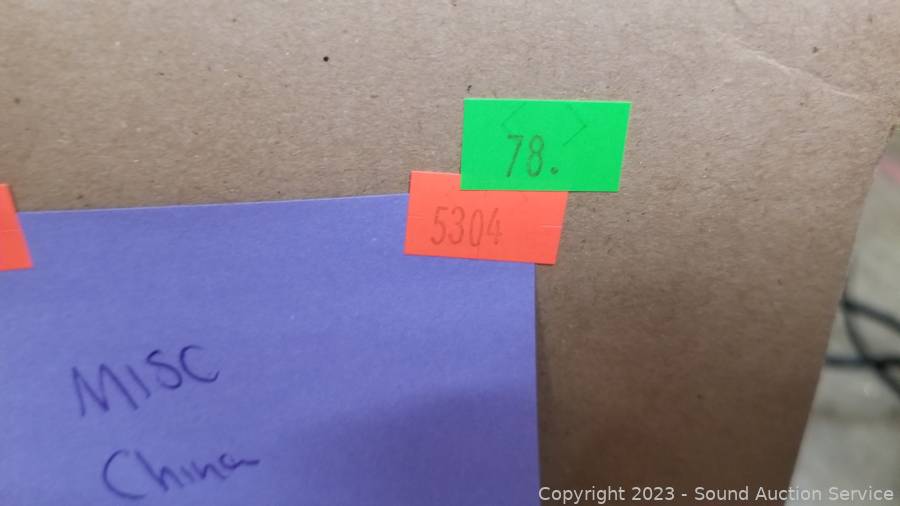 78.
5304
MISC
China
Copyright 2023 - Sound Auction Service